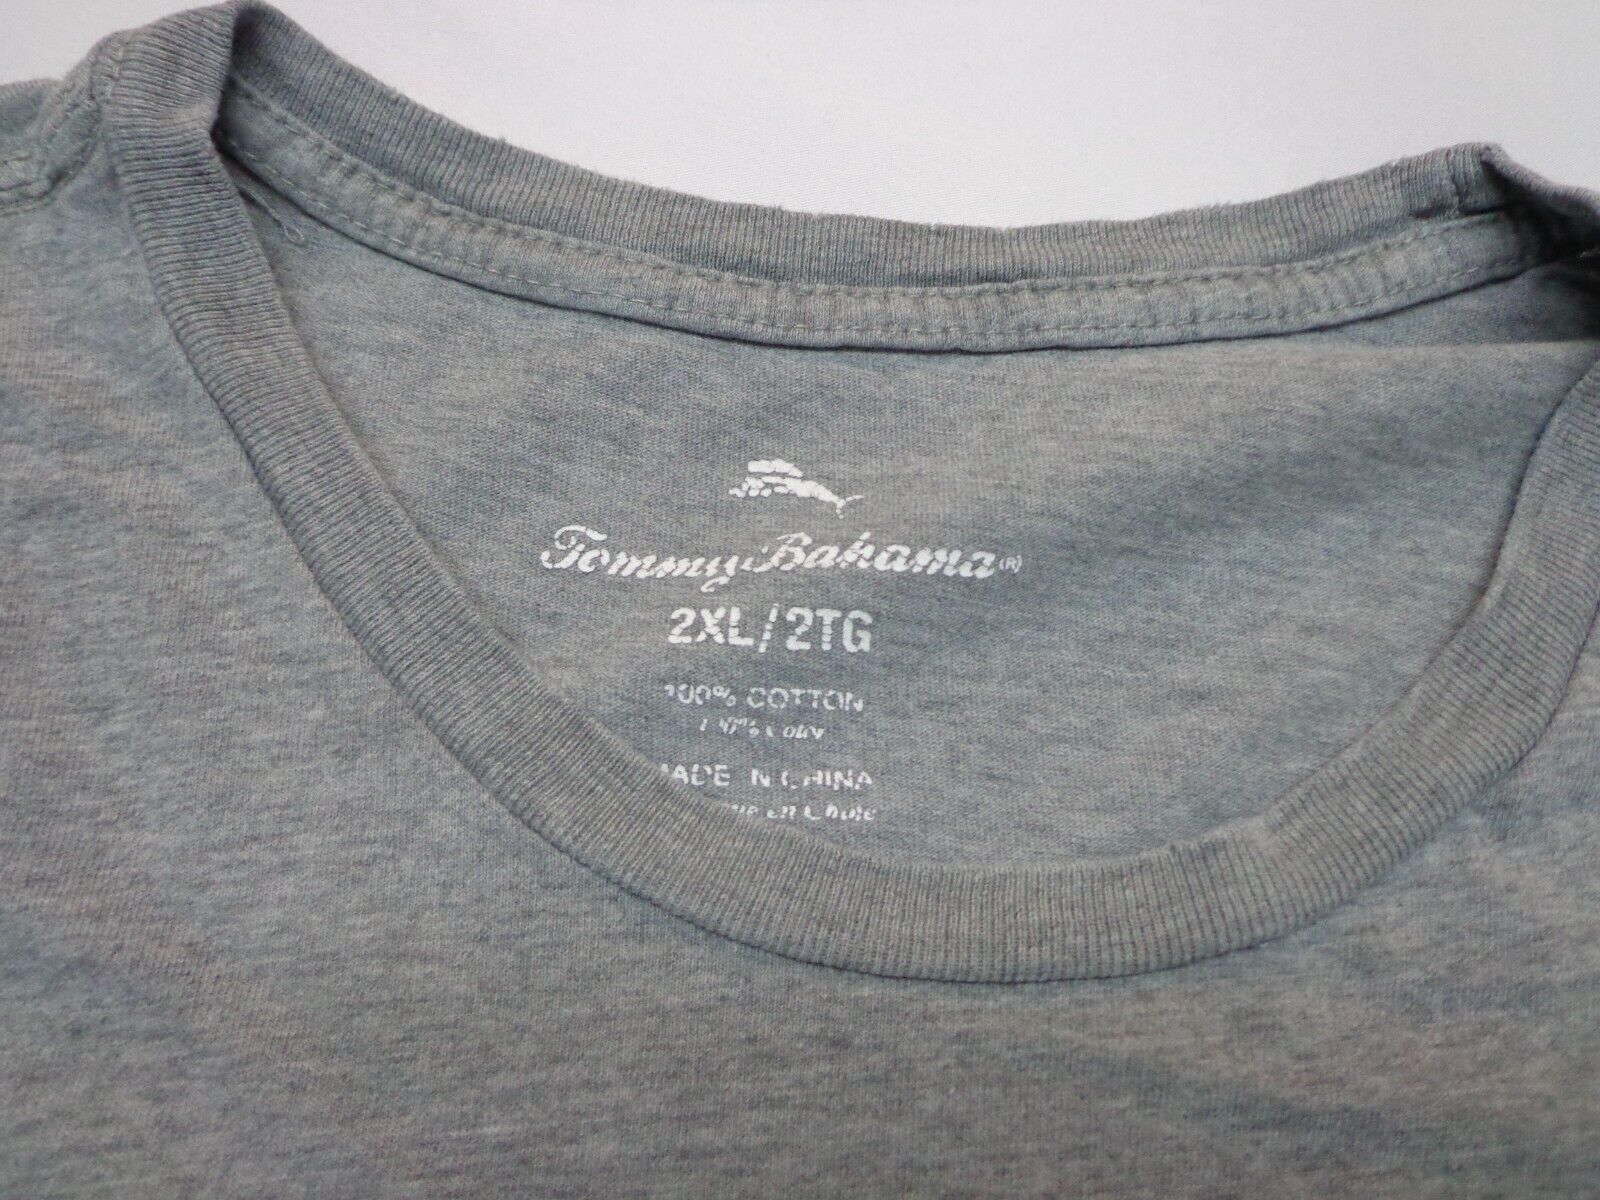 Tommy Bahama(R)
2XL/2TG
100% COTTON
MADE IN CHINA